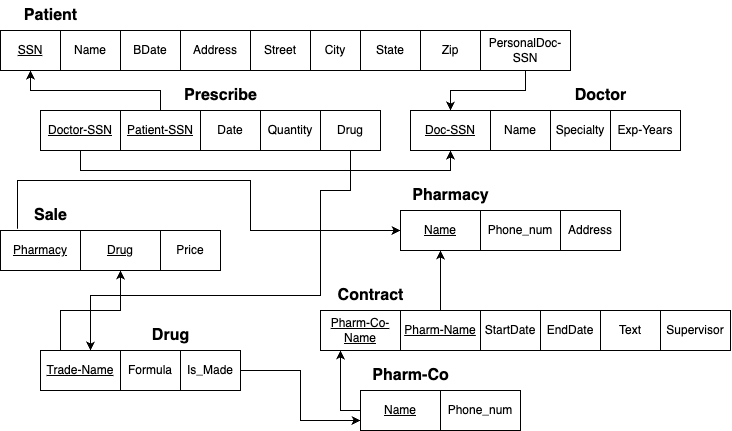 Patient
SSN Name BDate Address Street City State Zip PersonalDoc-
SSN
Prescribe Doctor
Doctor-SSN Patient-SSN Date Quantity Drug Doc-SSN Name Specialty Exp-Years
Pharmacy
Sale
Name Phone_num Address
Pharmacy Drug Price
Contract
Pharm-Co-
Name Pharm-Name StartDate EndDate Text Supervisor
Drug
Trade-Name Formula Is_Made
Pharm-Co
Name Phone_num